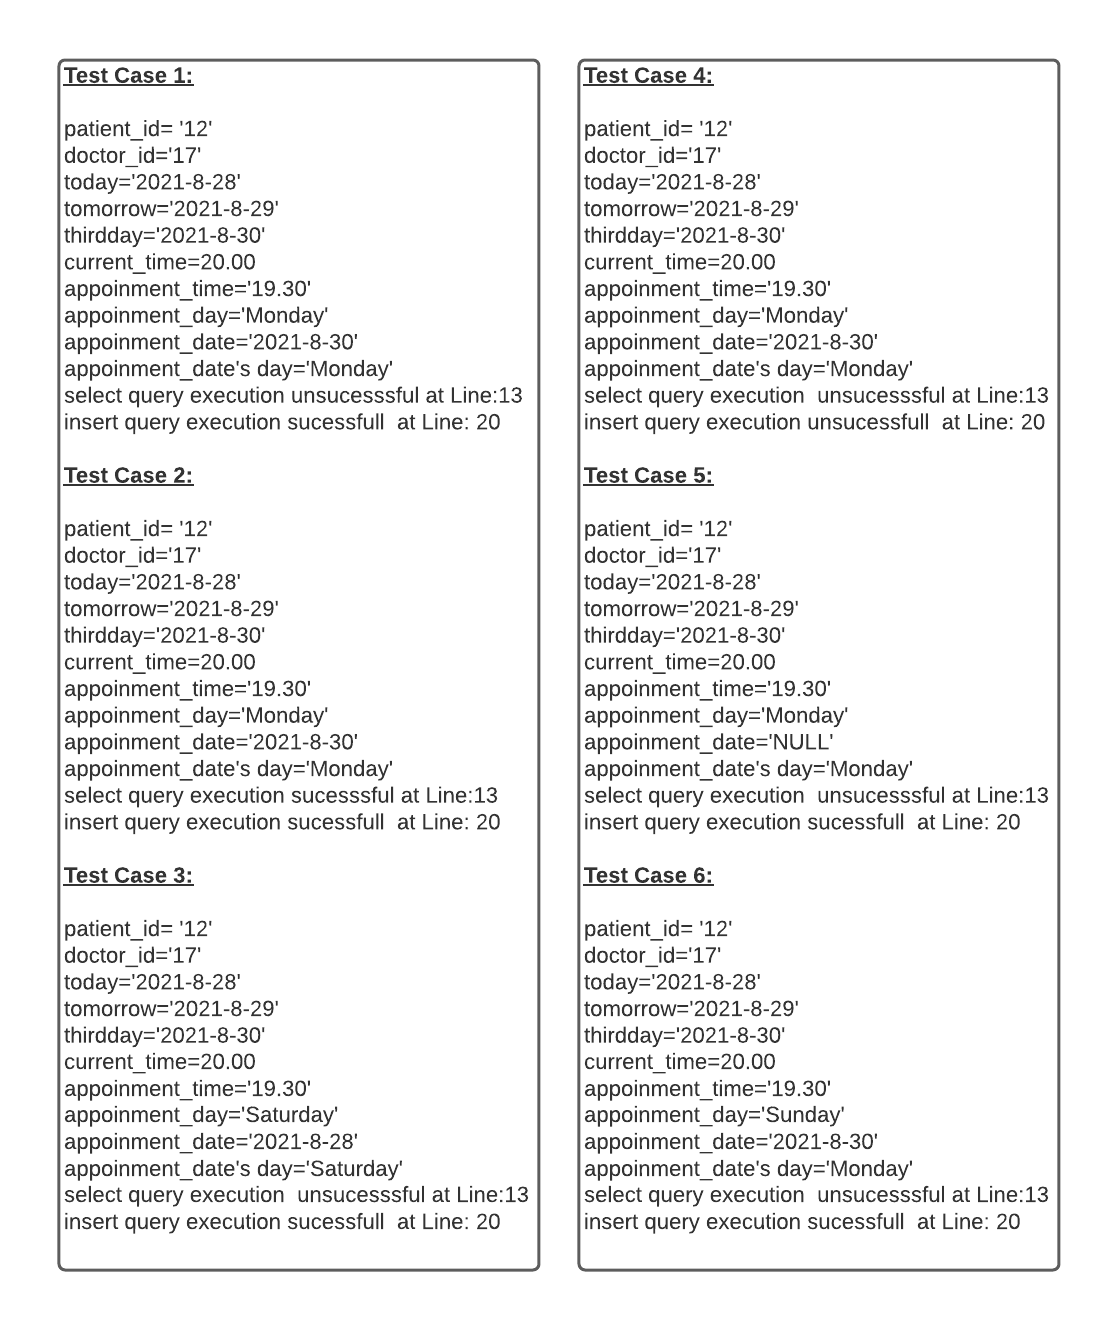 Test Case 1:
patient_id= '12'
doctor_id='17'
today='2021-8-28'
tomorrow='2021-8-29'
thirdday='2021-8-30'
current_time=20.00
appoinment_time='19.30'
appoinment_day='Monday'
appoinment_date='2021-8-30'
appoinment_date's day='Monday'
select query execution unsucesssful at Line:13
insert query execution sucessfull  at Line: 20
Test Case 2:
patient_id= '12'
doctor_id='17'
today='2021-8-28'
tomorrow='2021-8-29'
thirdday='2021-8-30'
current_time=20.00
appoinment_time='19.30'
appoinment_day='Monday'
appoinment_date='2021-8-30'
appoinment_date's day='Monday'
select query execution sucesssful at Line:13
insert query execution sucessfull  at Line: 20
Test Case 3:
patient_id= '12'
doctor_id='17'
today='2021-8-28'
tomorrow='2021-8-29'
thirdday='2021-8-30'
current_time=20.00
appoinment_time='19.30'
appoinment_day='Saturday'
appoinment_date='2021-8-28'
appoinment_date's day='Saturday'
select query execution  unsucesssful at Line:13
insert query execution sucessfull  at Line: 20
Test Case 4:
patient_id= '12'
doctor_id='17'
today='2021-8-28'
tomorrow='2021-8-29'
thirdday='2021-8-30'
current_time=20.00
appoinment_time='19.30'
appoinment_day='Monday'
appoinment_date='2021-8-30'
appoinment_date's day='Monday'
select query execution  unsucesssful at Line:13
insert query execution unsucessfull  at Line: 20
Test Case 5:
patient_id= '12'
doctor_id='17'
today='2021-8-28'
tomorrow='2021-8-29'
thirdday='2021-8-30'
current_time=20.00
appoinment_time='19.30'
appoinment_day='Monday'
appoinment_date='NULL'
appoinment_date's day='Monday'
select query execution  unsucesssful at Line:13
insert query execution sucessfull  at Line: 20
Test Case 6:
patient_id= '12'
doctor_id='17'
today='2021-8-28'
tomorrow='2021-8-29'
thirdday='2021-8-30'
current_time=20.00
appoinment_time='19.30'
appoinment_day='Sunday'
appoinment_date='2021-8-30'
appoinment_date's day='Monday'
select query execution  unsucesssful at Line:13
insert query execution sucessfull  at Line: 20